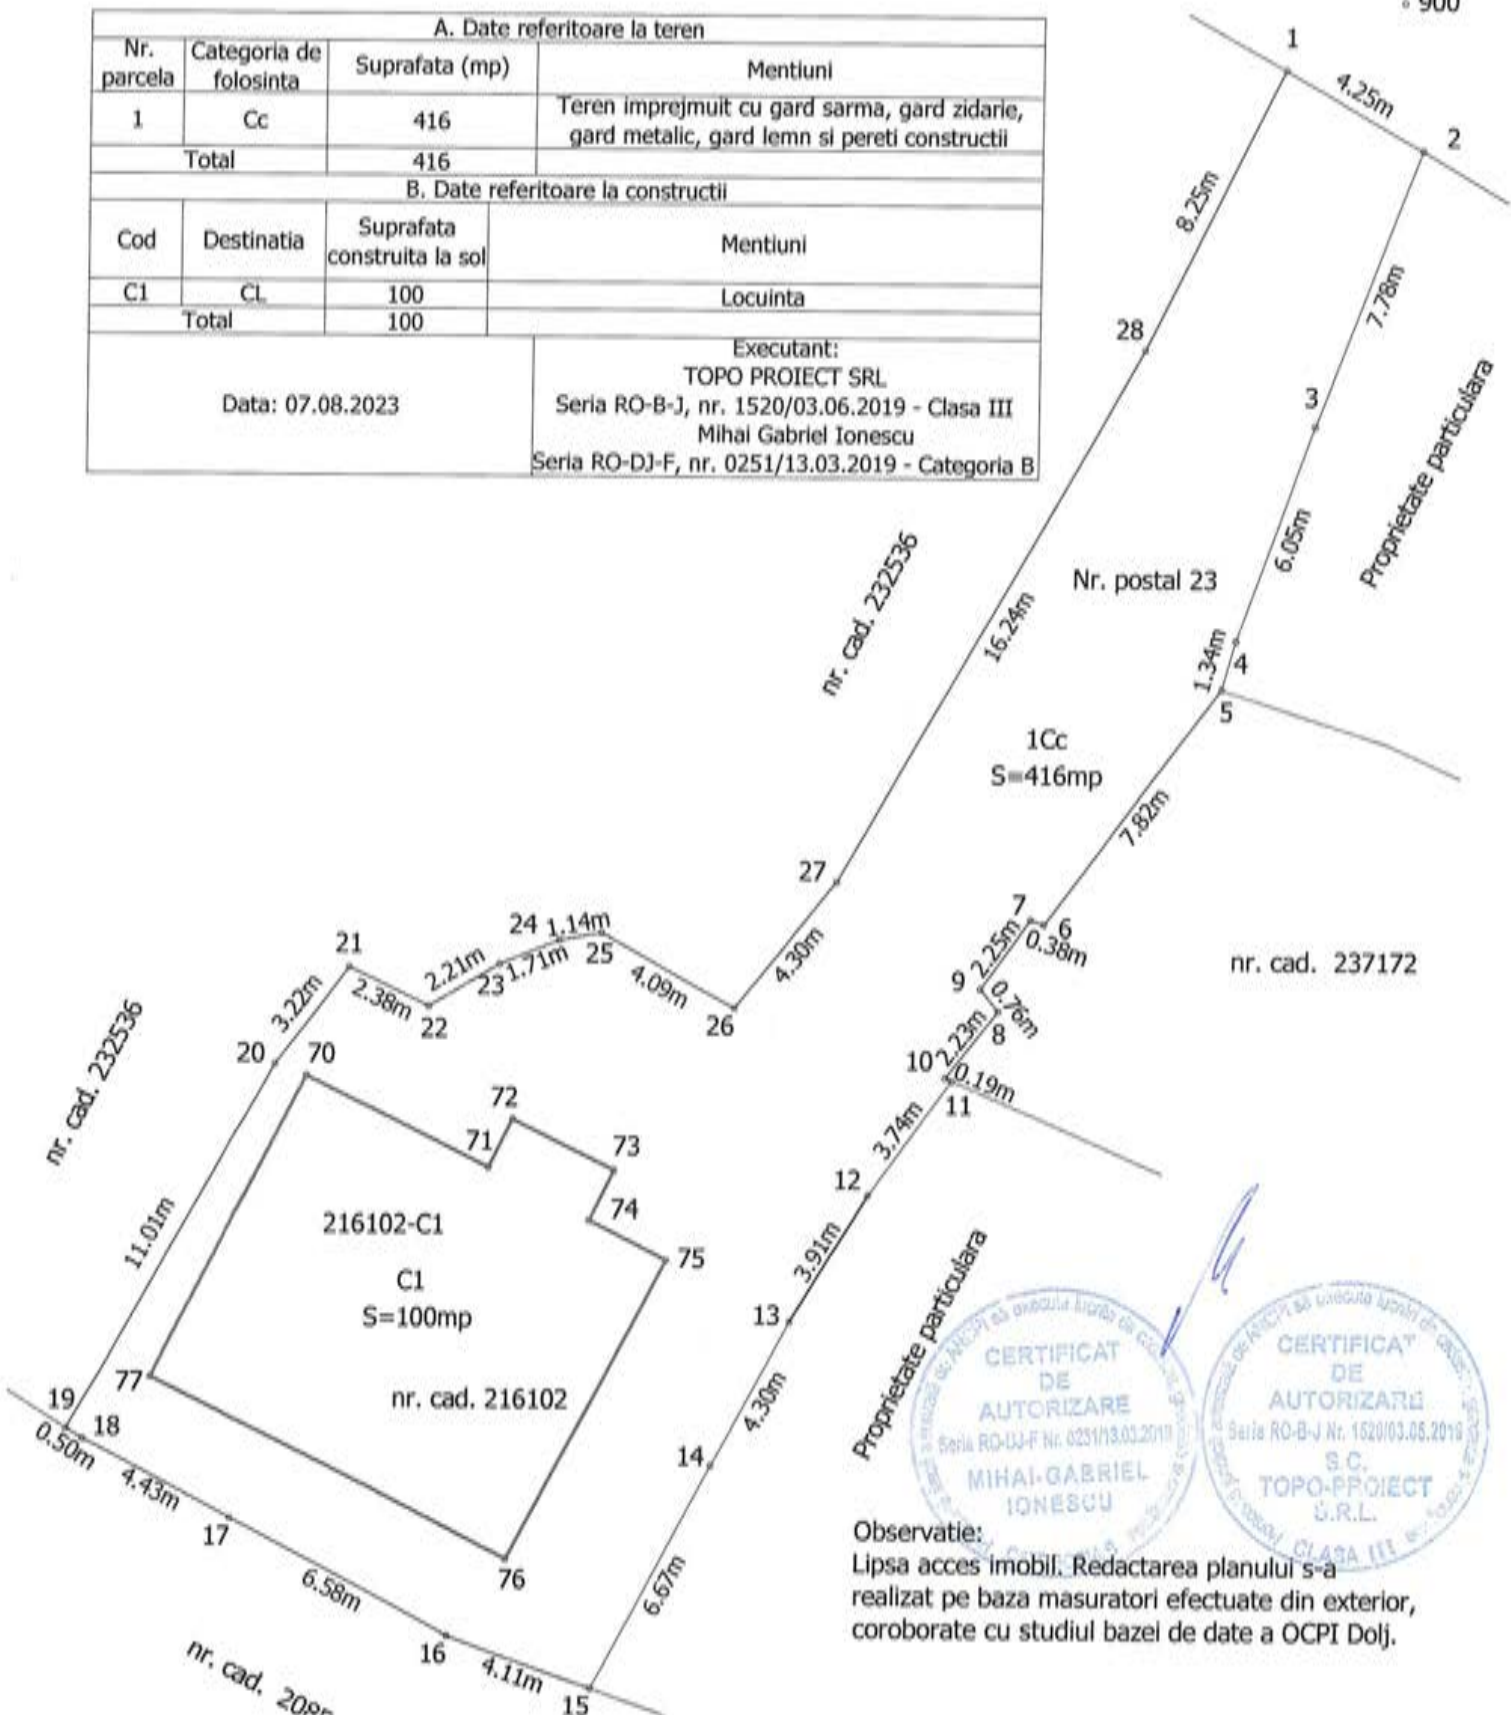 900
A. Date referitoare la teren
Nr. parcela
Categoria de folosinta
Suprafata (mp)
Mentiuni
1
Cc
416
Teren imprejmuit cu gard sarma, gard zidarie,
gard metalic, gard lemn si pereti constructii
Total
416
B. Date referitoare la constructii
Cod
Destinatia
Suprafata
construita la sol
Mentiuni
C1
CL
100
Locuinta
Total
100
Data: 07.08.2023
Executant:
TOPO PROIECT SRL
Seria RO-B-J, nr. 1520/03.06.2019 - Clasa III
Mihai Gabriel Ionescu
Seria RO-DJ-F, nr. 0251/13.03.2019 - Categoria B
1
4.25m
2
8.25m
7.78m
28
3
Proprietate particulara
6.05m
nr. cad. 232536
Nr. postal 23
16.24m
1.34m
4
5
1Cc
S=416mp
7.82m
27
7
6
0.38m
2.25m
nr. cad. 237172
4.30m
9
0.76m
8
2.23m
10
0.19m
11
21
24
1.14m
2.21m
23
1.71m
25
3.22m
2.38m
22
4.09m
26
nr. cad. 232536
20
70
72
71
73
3.74m
12
74
216102-C1
75
11.01m
C1
S=100mp
3.91m
13
Proprietate particulara
77
nr. cad. 216102
19
18
0.50m
4.30m
4.43m
14
17
76
6.58m
6.67m
16
4.11m
15
nr. cad.
CERTIFICAT
DE
AUTORIZARE
Seria RO-DJ-F Nr. 0251/13.03.2019
MIHAI-GABRIEL
IONESCU
CERTIFICAT
DE
AUTORIZARE
Seria RO-B-J Nr. 1520/03.06.2019
S.C.
TOPO-PROIECT
S.R.L.
CLASA III
Observatie:
Lipsa acces imobil. Redactarea planului s-a
realizat pe baza masuratori efectuate din exterior,
coroborate cu studiul bazei de date a OCPI Dolj.